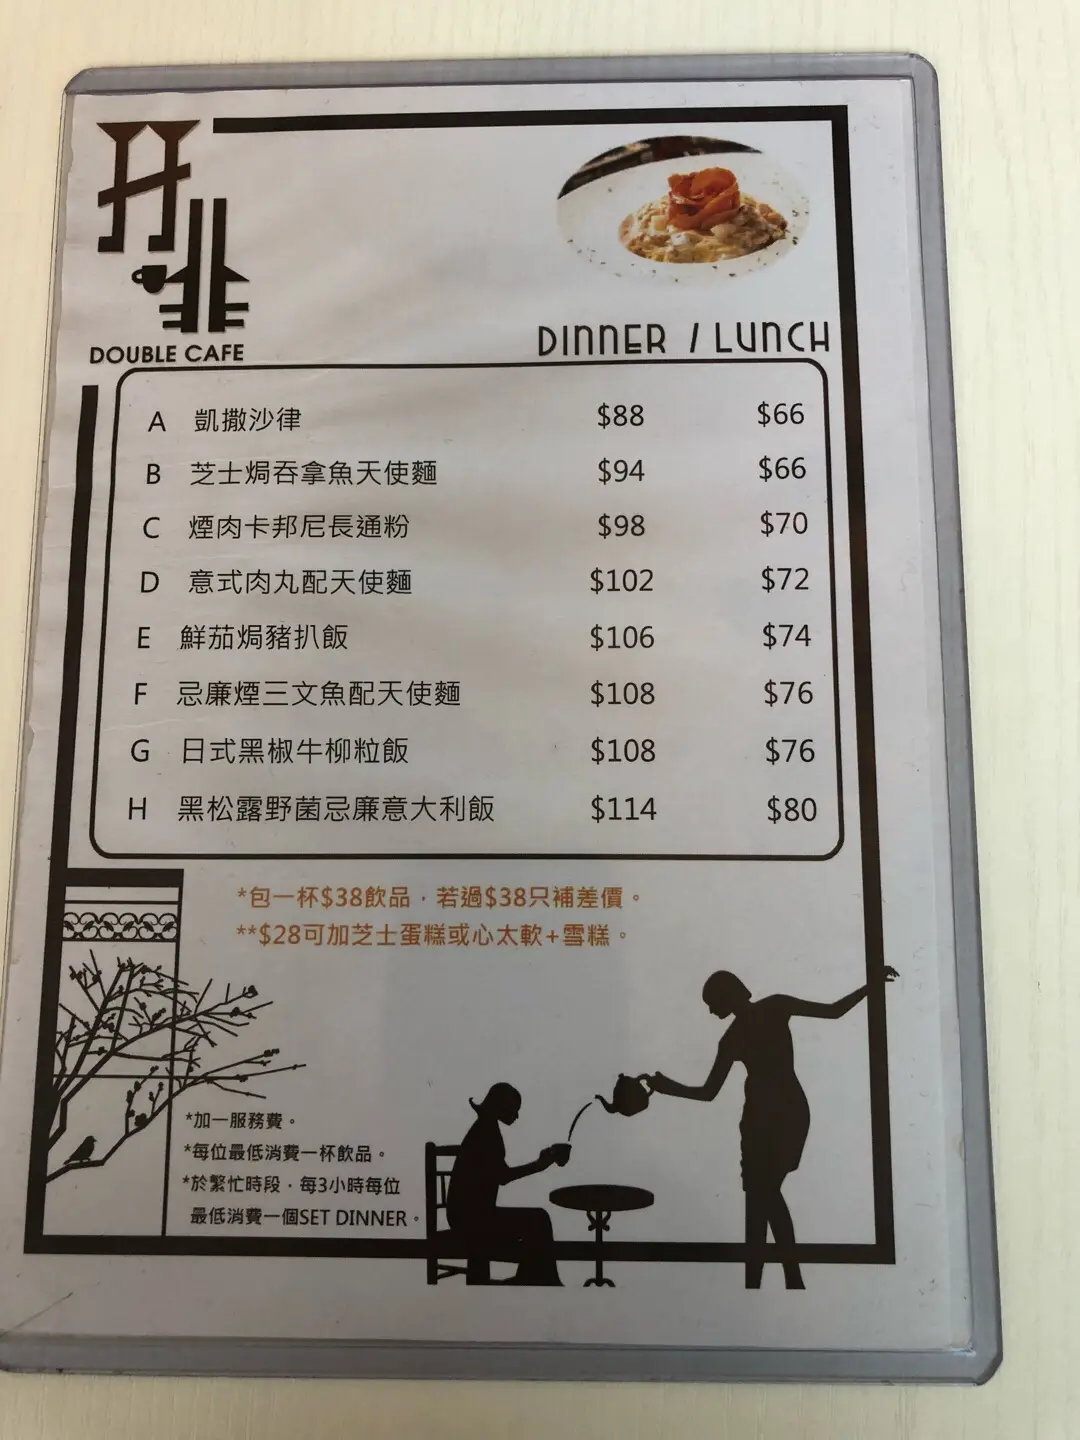 DOUBLE CAFE
DINNER / LUNCH
A 凱撒沙律 $88 $66
B 芝士焗吞拿魚天使麵 $94 $66
C 煙肉卡邦尼長通粉 $98 $70
D 意式肉丸配天使麵 $102 $72
E 鮮茄焗豬扒飯 $106 $74
F 忌廉煙三文魚配天使麵 $108 $76
G 日式黑椒牛柳粒飯 $108 $76
H 黑松露野菌忌廉意大利飯 $114 $80
*包一杯$38飲品，若過$38只補差價。
**$28可加芝士蛋糕或心太軟+雪糕。
*加一服務費。
*每位最低消費一杯飲品。
*於繁忙時段，每3小時每位
最低消費一個SET DINNER。